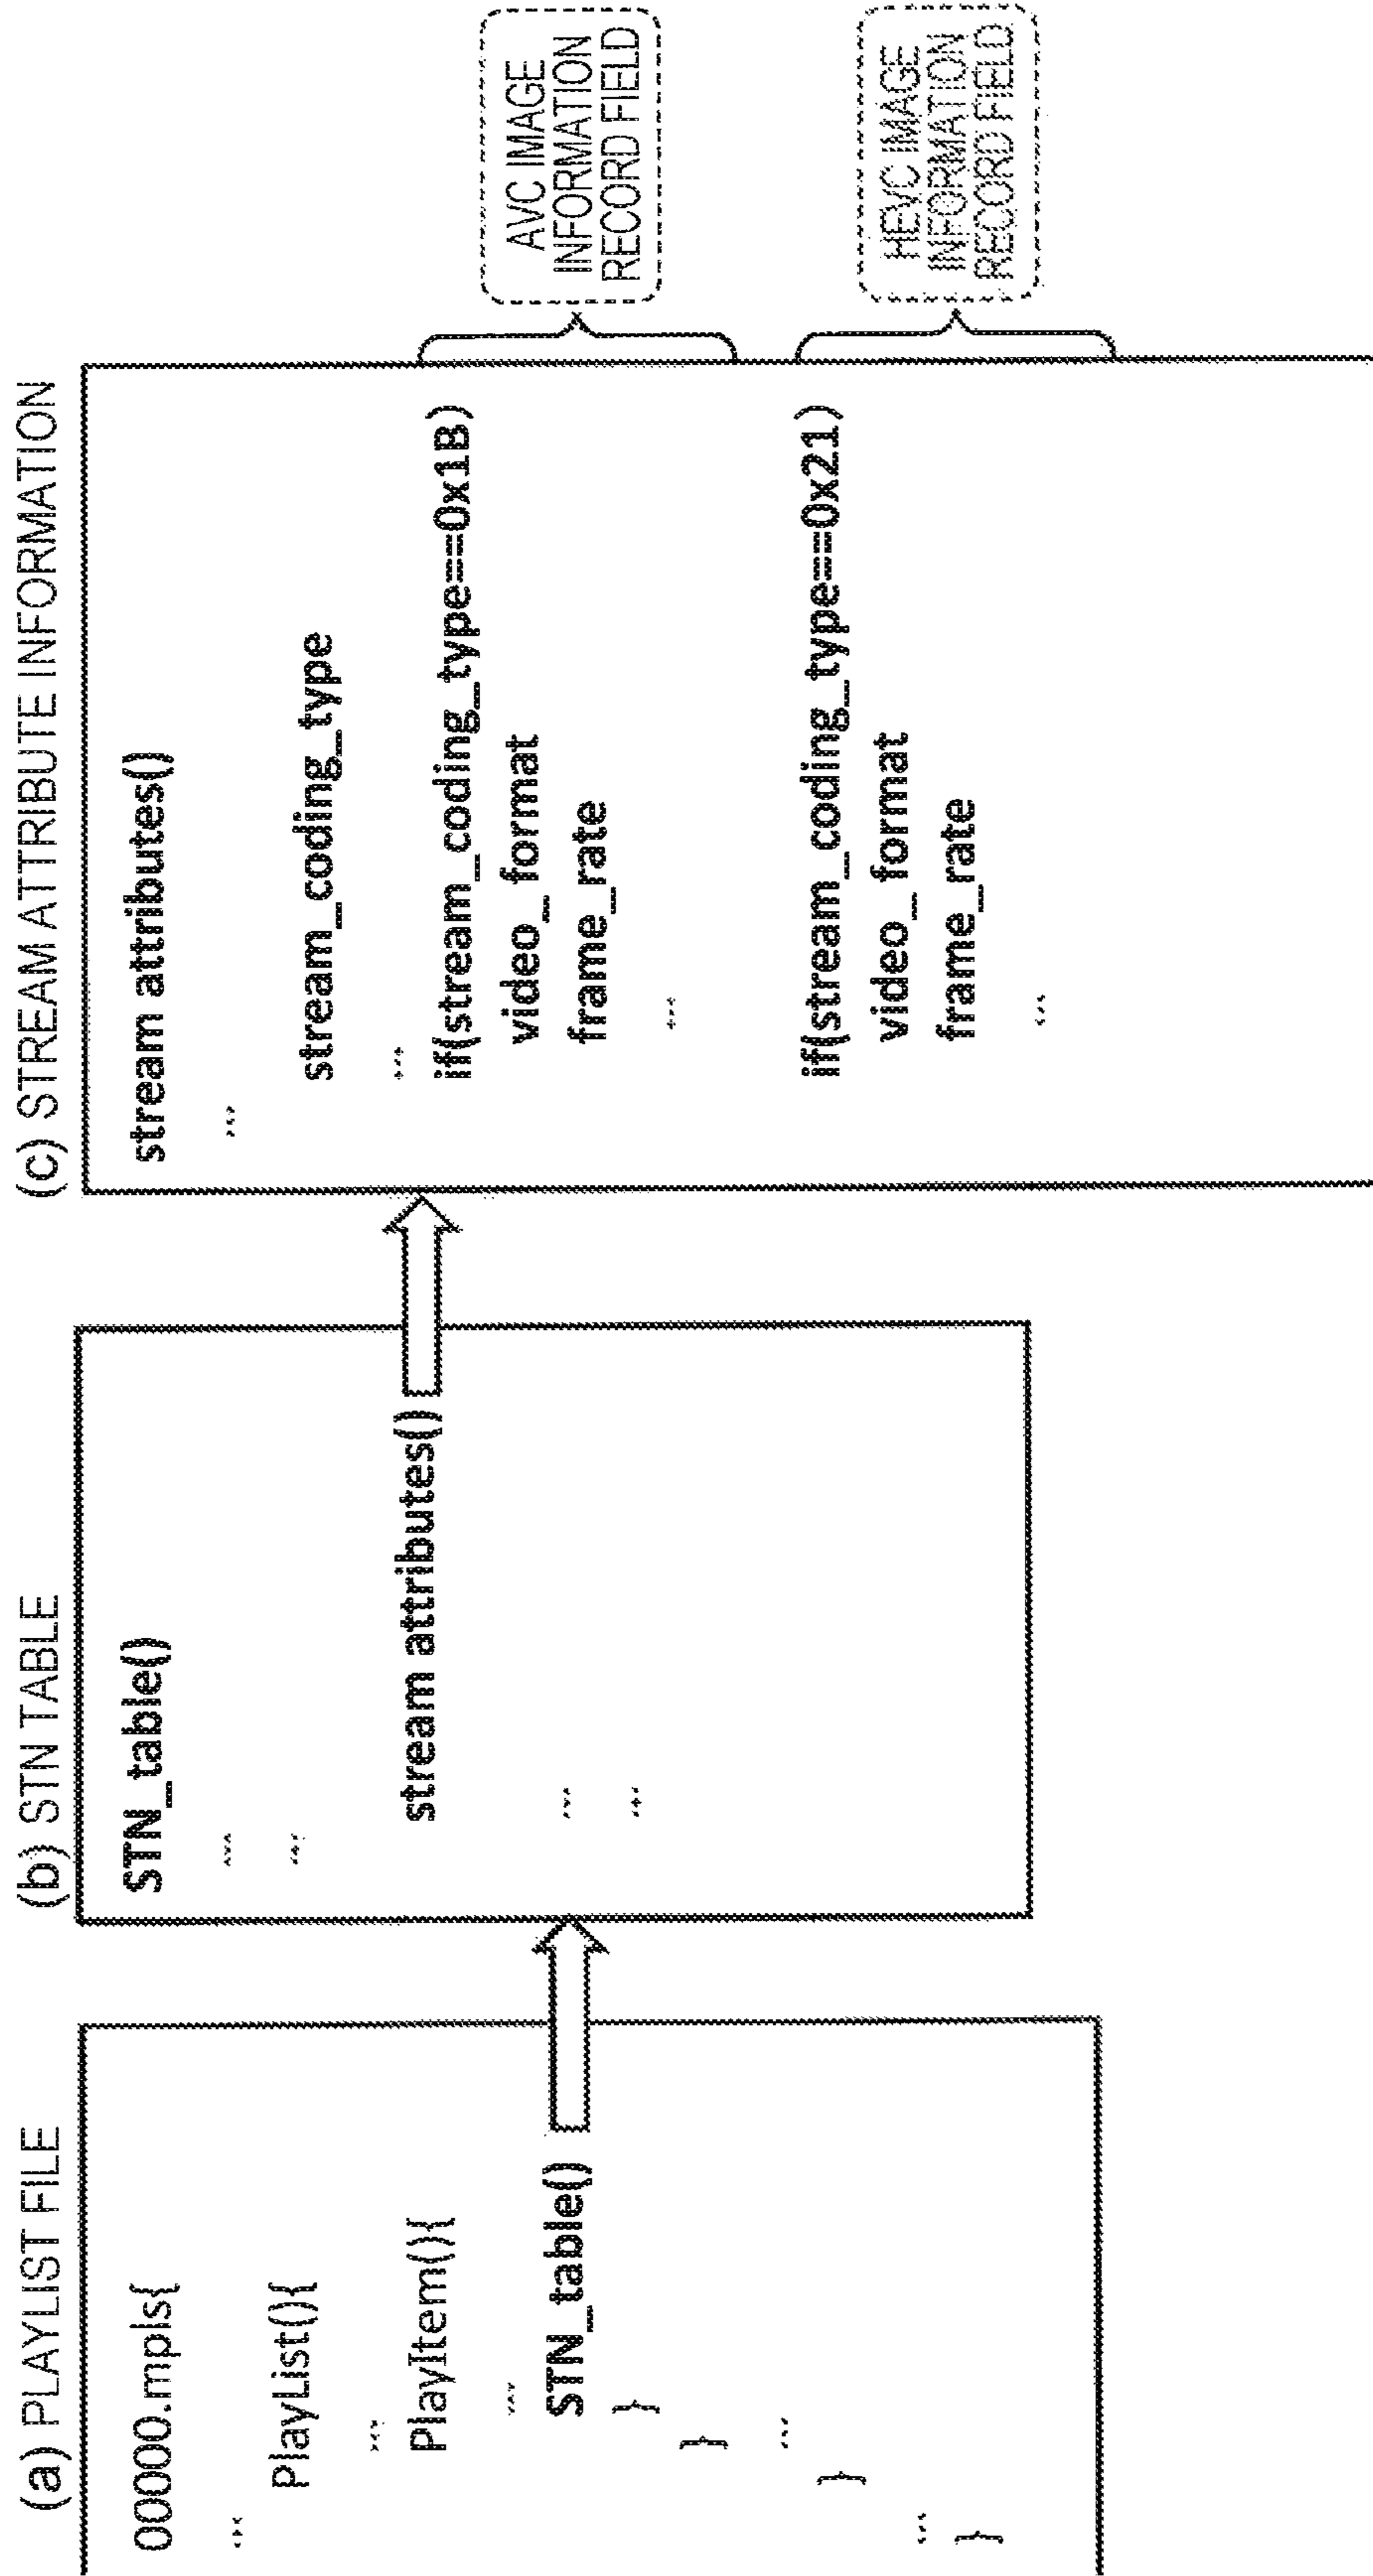 (a) PLAYLIST FILE
00000.mpls{
...
PlayList(){
...
PlayItem(){
...
STN_table()
}
}
...
}
...
}
(b) STN TABLE
STN_table()
...
...
stream attributes()
...
...
(c) STREAM ATTRIBUTE INFORMATION
stream attributes()
...
stream_coding_type
...
if(stream_coding_type==0x1B)
video_format
frame_rate
...
if(stream_coding_type==0x21)
video_format
frame_rate
...
AVC IMAGE
INFORMATION
RECORD FIELD
HEVC IMAGE
INFORMATION
RECORD FIELD